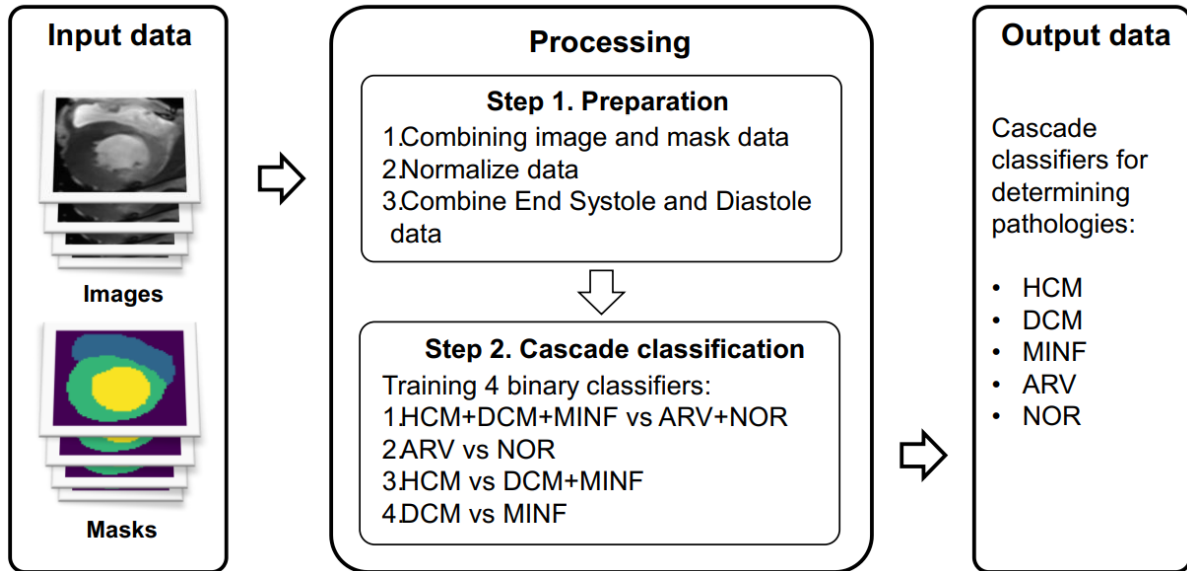 Input data
Images
Masks
Processing
Step 1. Preparation
1.Combining image and mask data
2.Normalize data
3.Combine End Systole and Diastole
data
Step 2. Cascade classification
Training 4 binary classifiers:
1.HCM+DCM+MINF vs ARV+NOR
2.ARV vs NOR
3.HCM vs DCM+MINF
4.DCM vs MINF
Output data
Cascade
classifiers for
determining
pathologies:
• HCM
• DCM
• MINF
• ARV
• NOR